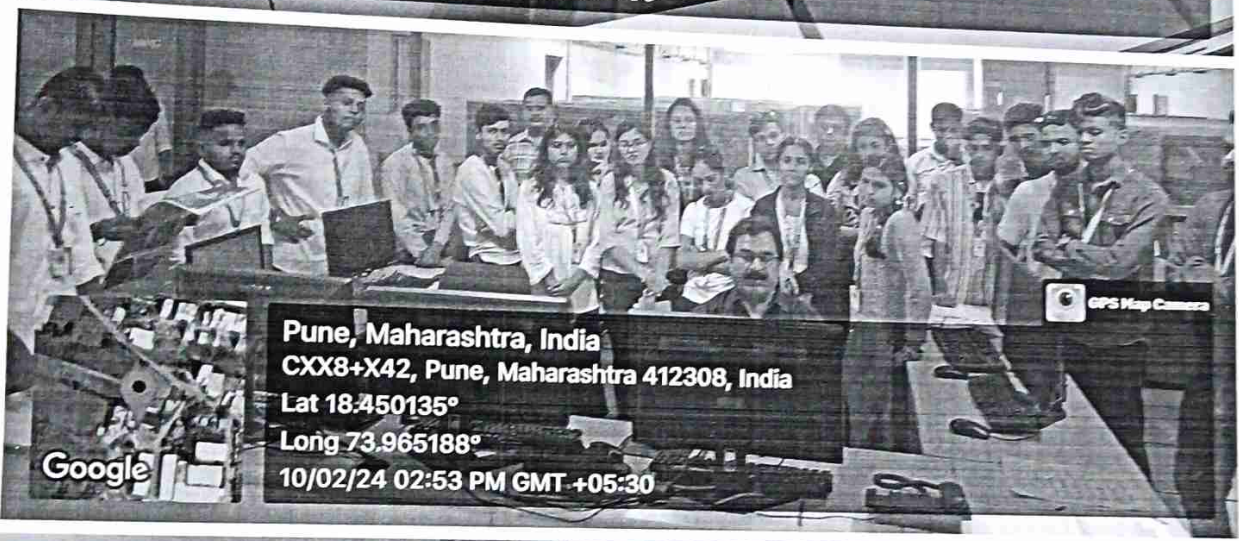 GPS Map Camera
Pune, Maharashtra, India
CXX8+X42, Pune, Maharashtra 412308, India
Lat 18.450135°
Long 73.965188°
10/02/24 02:53 PM GMT +05:30
Google